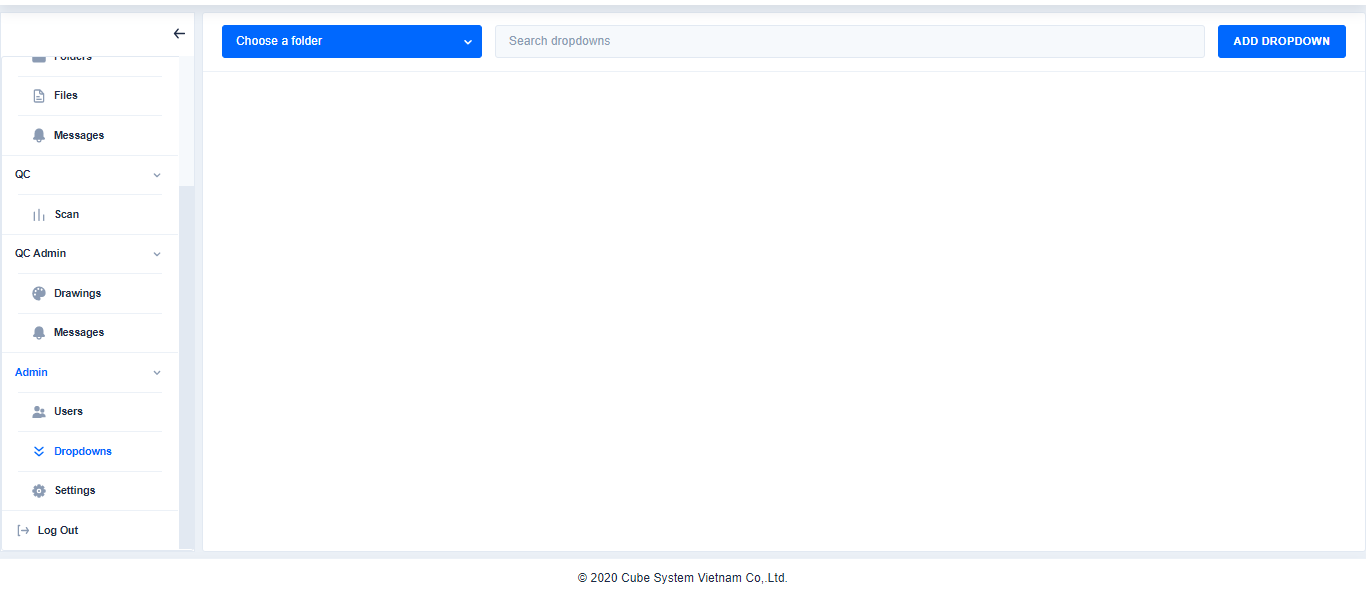 Choose a folder
Search dropdowns
ADD DROPDOWN
Folders
Files
Messages
QC
Scan
QC Admin
Drawings
Messages
Admin
Users
Dropdowns
Settings
Log Out
© 2020 Cube System Vietnam Co,.Ltd.